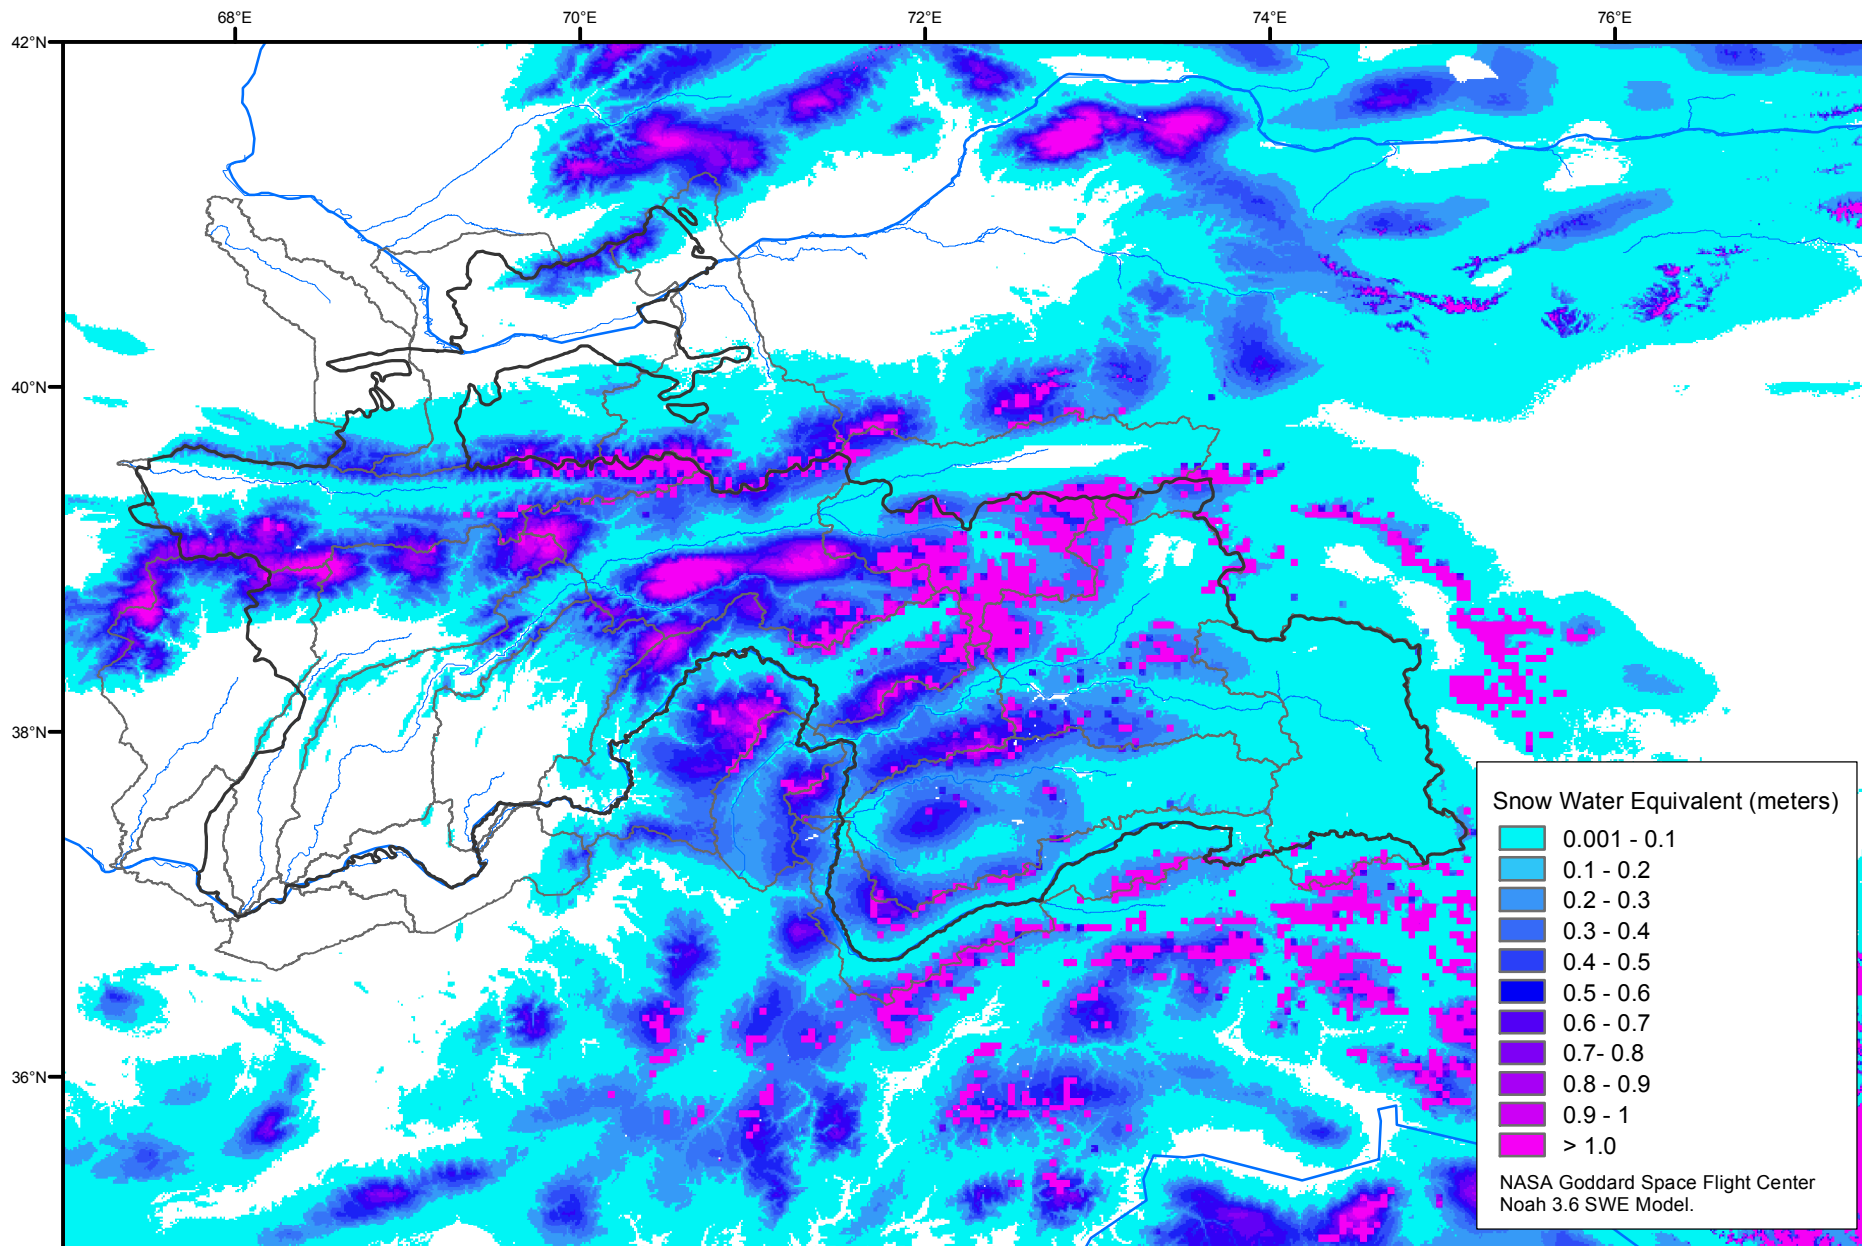 68°E
70°E
72°E
74°E
76°E
42°N
40°N
38°N
36°N
Snow Water Equivalent (meters)
0.001 - 0.1
0.1 - 0.2
0.2 - 0.3
0.3 - 0.4
0.4 - 0.5
0.5 - 0.6
0.6 - 0.7
0.7- 0.8
0.8 - 0.9
0.9 - 1
> 1.0
NASA Goddard Space Flight Center
Noah 3.6 SWE Model.